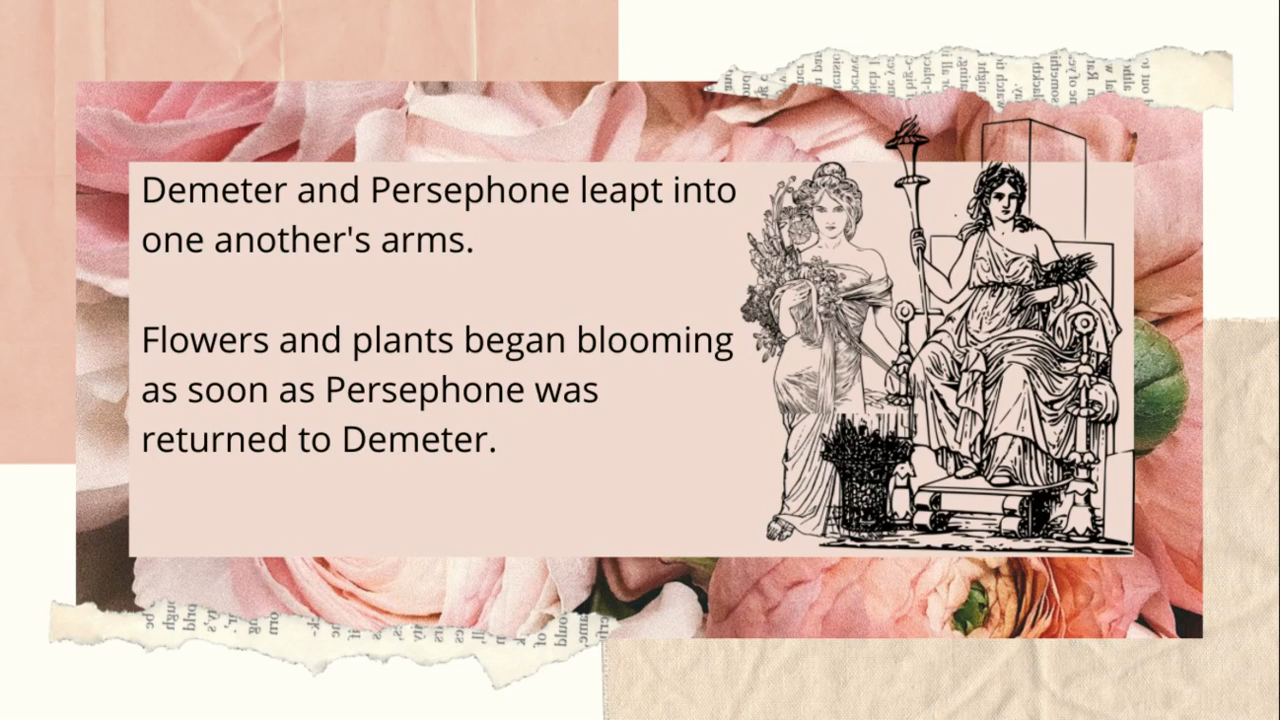 Demeter and Persephone leapt into
one another's arms.
Flowers and plants began blooming
as soon as Persephone was
returned to Demeter.